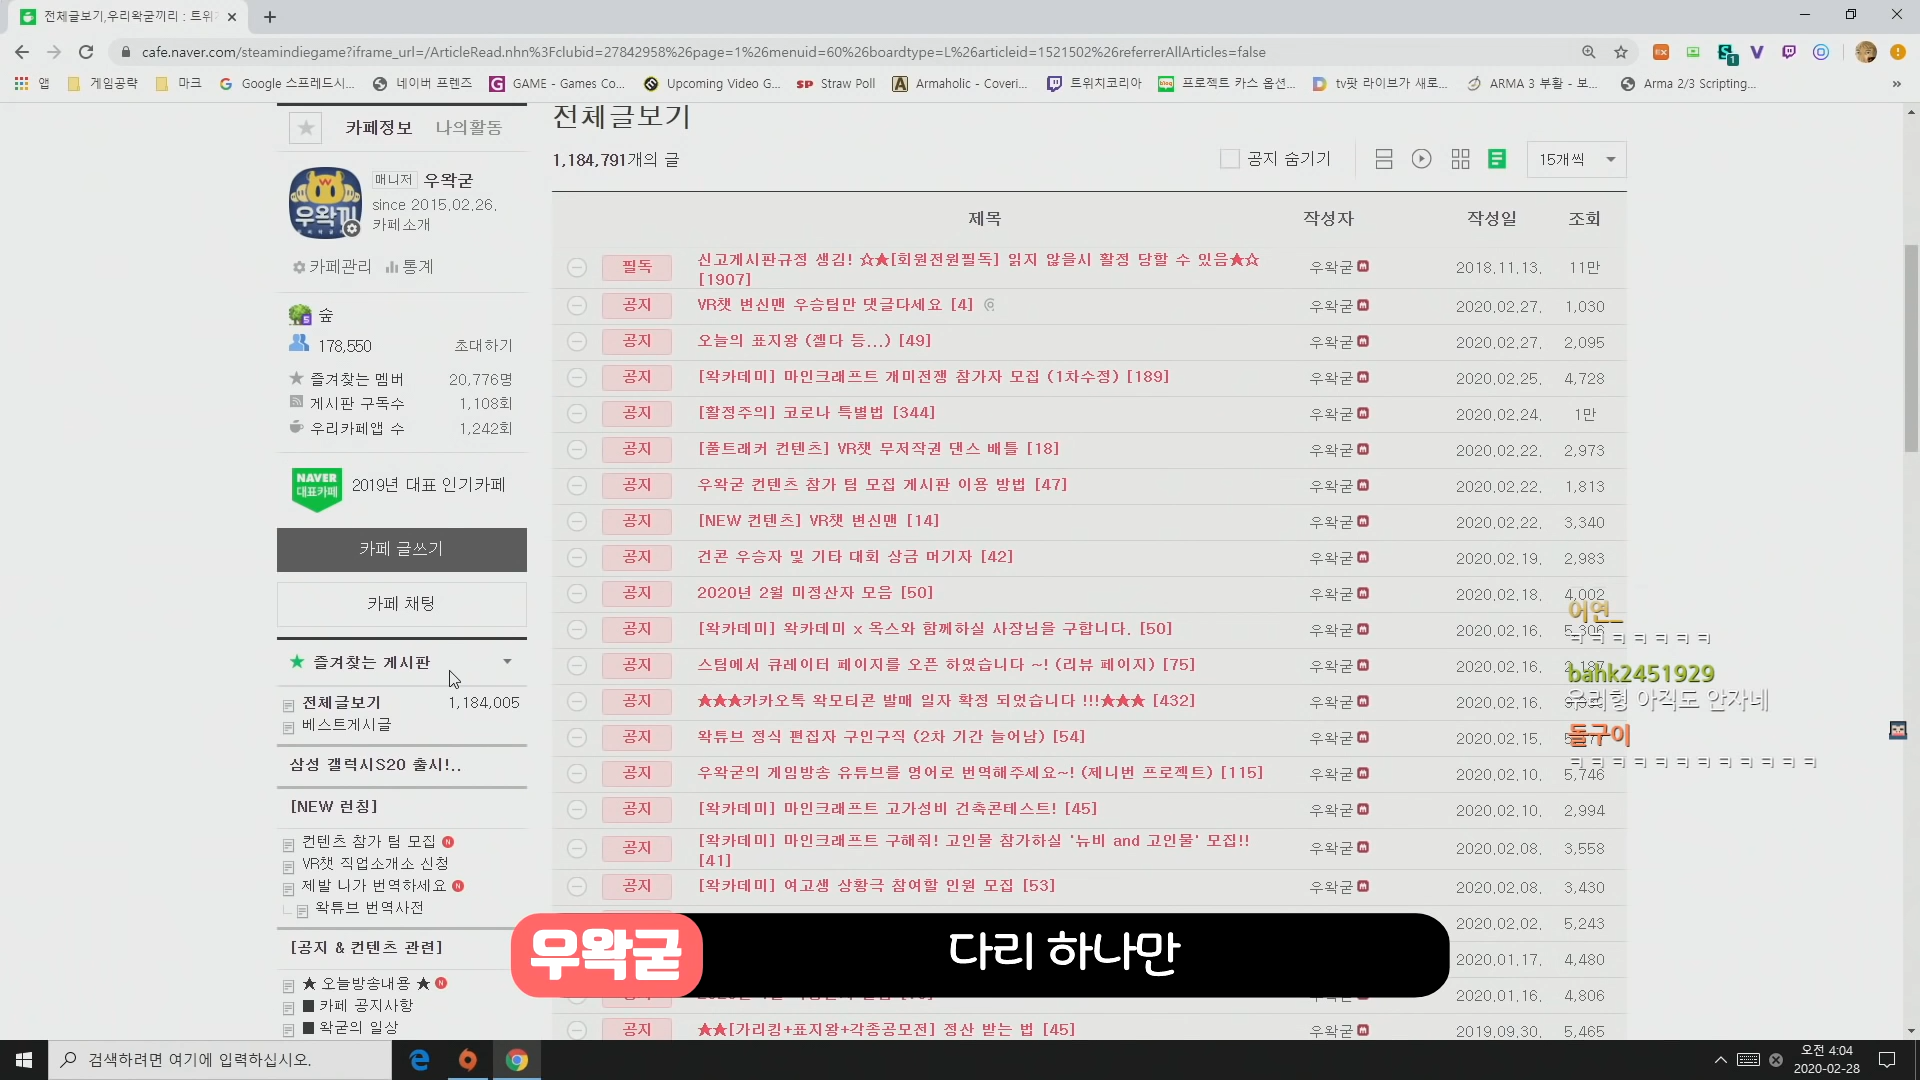 전체글보기,우리왁굳끼리 : 트위
cafe.naver.com/steamindiegame?iframe_url=/ArticleRead.nhn%3Fclubid=27842958%26page=1%26menuid=60%26boardtype=L%26articleid=1521502%26referrerAllArticles=false
앱 게임공략 마크 Google 스프레드시... 네이버 프렌즈 GAME - Games Co... Upcoming Video G... SP Straw Poll Armaholic - Coveri... 트위치코리아 프로젝트 카스 옵션... tv팟 라이브가 새로... ARMA 3 부활 - 보... Arma 2/3 Scripting... »
카페정보 나의활동
매니저 우왁굳
since 2015.02.26.
카페소개
우왁끼
카페관리 통계
숲
178,550 초대하기
즐겨찾는 멤버 20,776명
게시판 구독수 1,108회
우리카페앱 수 1,242회
NAVER
대표카페
2019년 대표 인기카페
카페 글쓰기
카페 채팅
즐겨찾는 게시판
전체글보기 1,184,005
베스트게시글
삼성 갤럭시S20 출시!..
[NEW 런칭]
컨텐츠 참가 팀 모집 N
VR챗 직업소개소 신청
제발 니가 번역하세요 N
왁튜브 번역사전
[공지 & 컨텐츠 관련]
★ 오늘방송내용 ★ N
■ 카페 공지사항
■ 왁굳의 일상
전체글보기
1,184,791개의 글
공지 숨기기
15개씩
제목 작성자 작성일 조회
필독 신고게시판규정 생김! ☆★[회원전원필독] 읽지 않을시 활정 당할 수 있음★☆ 우왁굳 2018.11.13. 11만
[1907]
공지 VR챗 변신맨 우승팀만 댓글다세요 [4] 우왁굳 2020.02.27. 1,030
공지 오늘의 표지왕 (젤다 등...) [49] 우왁굳 2020.02.27. 2,095
공지 [왁카데미] 마인크래프트 개미전쟁 참가자 모집 (1차수정) [189] 우왁굳 2020.02.25. 4,728
공지 [활정주의] 코로나 특별법 [344] 우왁굳 2020.02.24. 1만
공지 [풀트래커 컨텐츠] VR챗 무저작권 댄스 배틀 [18] 우왁굳 2020.02.22. 2,973
공지 우왁굳 컨텐츠 참가 팀 모집 게시판 이용 방법 [47] 우왁굳 2020.02.22. 1,813
공지 [NEW 컨텐츠] VR챗 변신맨 [14] 우왁굳 2020.02.22. 3,340
공지 건콘 우승자 및 기타 대회 상금 머기자 [42] 우왁굳 2020.02.19. 2,983
공지 2020년 2월 미정산자 모음 [50] 우왁굳 2020.02.18. 4,002
공지 [왁카데미] 왁카데미 x 옥스와 함께하실 사장님을 구합니다. [50] 우왁굳 2020.02.16. 5,306
공지 스팀에서 큐레이터 페이지를 오픈 하였습니다 ~! (리뷰 페이지) [75] 우왁굳 2020.02.16.
공지 ★★★카카오톡 왁모티콘 발매 일자 확정 되었습니다 !!!★★★ [432] 우왁굳 2020.02.16.
공지 왁튜브 정식 편집자 구인구직 (2차 기간 늘어남) [54] 우왁굳 2020.02.15.
공지 우왁굳의 게임방송 유튜브를 영어로 번역해주세요~! (제니번 프로젝트) [115] 우왁굳 2020.02.10. 5,746
공지 [왁카데미] 마인크래프트 고가성비 건축콘테스트! [45] 우왁굳 2020.02.10. 2,994
공지 [왁카데미] 마인크래프트 구해줘! 고인물 참가하실 '뉴비 and 고인물' 모집!! 우왁굳 2020.02.08. 3,558
[41]
공지 [왁카데미] 여고생 상황극 참여할 인원 모집 [53] 우왁굳 2020.02.08. 3,430
2020.02.02. 5,243
2020.01.17. 4,480
2020.01.16. 4,806
공지 ★★[가리킹+표지왕+각종공모전] 정산 받는 법 [45] 우왁굳 2019.09.30. 5,465
어연_
ㅋㅋㅋㅋㅋㅋㅋ
bahk2451929
우리형 아직도 안자네
돌구이
ㅋㅋㅋㅋㅋㅋㅋㅋㅋㅋㅋㅋ
우왁굳 다리 하나만
검색하려면 여기에 입력하십시오.
오전 4:04
2020-02-28